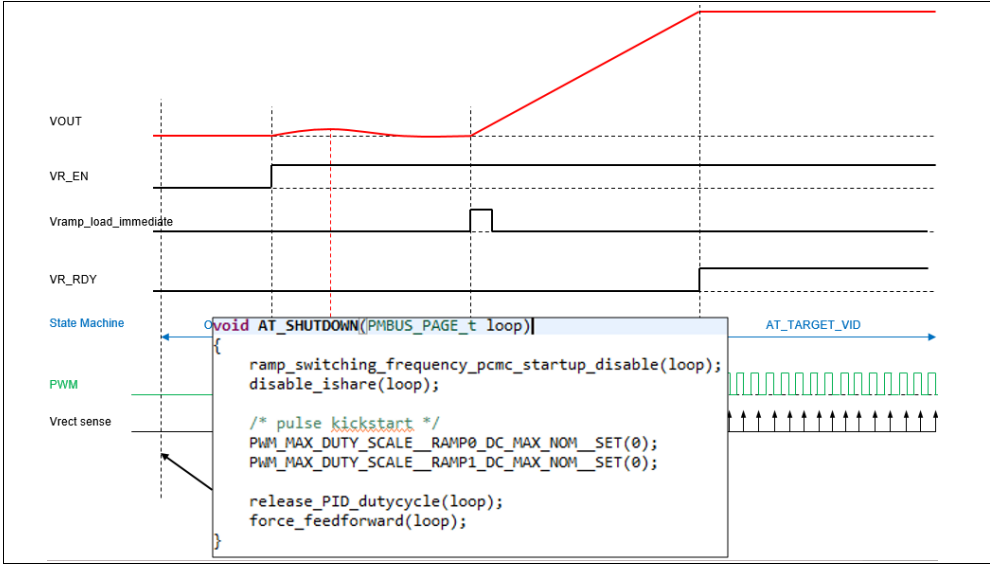 VOUT
VR_EN
Vramp_load_immediate
VR_RDY
State Machine
AT_TARGET_VID
PWM
Vrect sense
void AT_SHUTDOWN(PMBUS_PAGE_t loop)
{
ramp_switching_frequency_pcmc_startup_disable(loop);
disable_ishare(loop);
/* pulse kickstart */
PWM_MAX_DUTY_SCALE__RAMP0_DC_MAX_NOM__SET(0);
PWM_MAX_DUTY_SCALE__RAMP1_DC_MAX_NOM__SET(0);
release_PID_dutycycle(loop);
force_feedforward(loop);
}